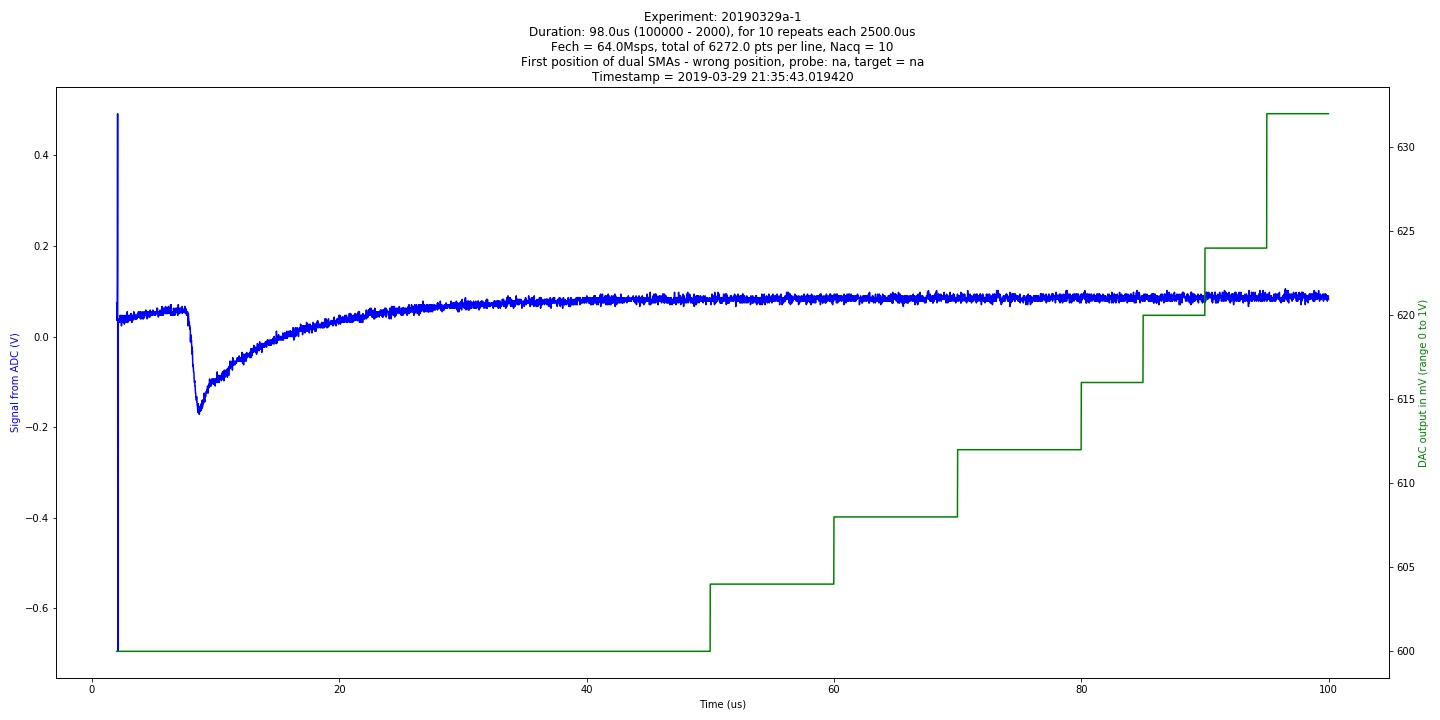 Experiment: 20190329a-1
Duration: 98.0us (100000 - 2000), for 10 repeats each 2500.0us
Fech = 64.0Msps, total of 6272.0 pts per line, Nacq = 10
First position of dual SMAs - wrong position, probe: na, target = na
Timestamp = 2019-03-29 21:35:43.019420
Signal from ADC (V)
0.4
0.2
0.0
−0.2
−0.4
−0.6
630
625
620
615
610
605
600
DAC output in mV (range 0 to 1V)
0
20
40
60
80
100
Time (us)